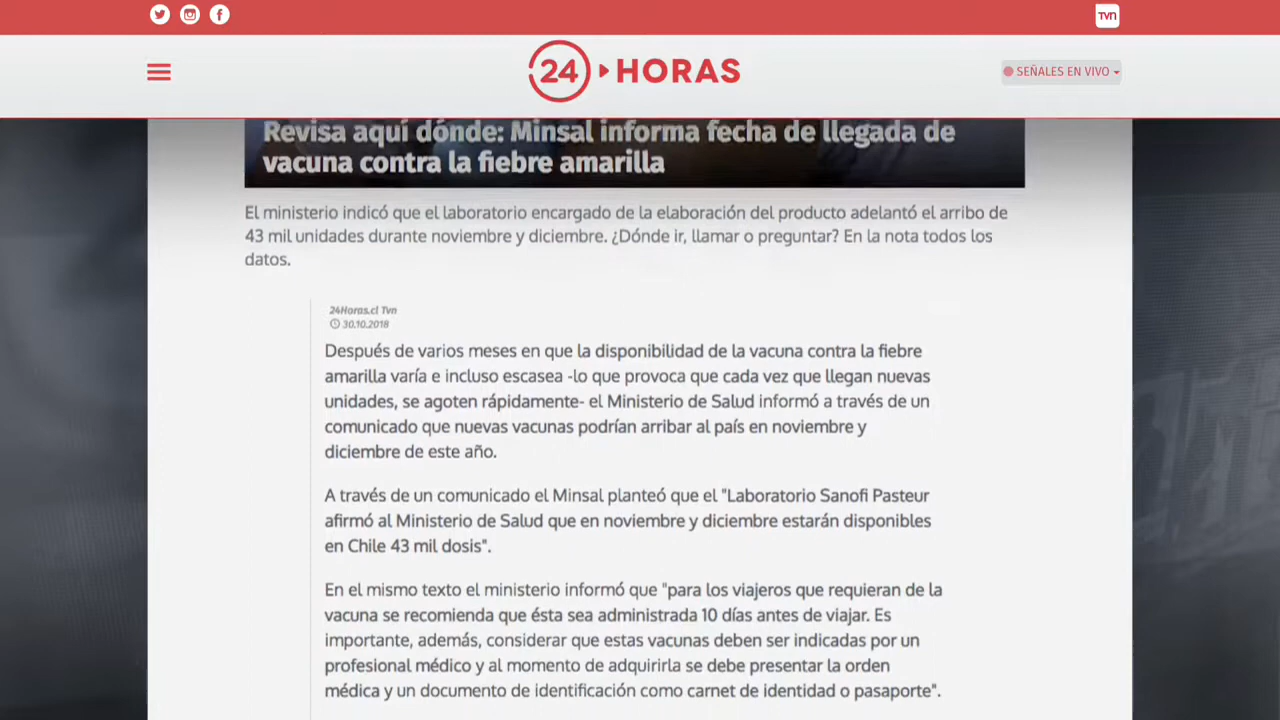 TVN
24 HORAS
SEÑALES EN VIVO
Revisa aquí dónde: Minsal informa fecha de llegada de
vacuna contra la fiebre amarilla
El ministerio indicó que el laboratorio encargado de la elaboración del producto adelantó el arribo de
43 mil unidades durante noviembre y diciembre. ¿Dónde ir, llamar o preguntar? En la nota todos los
datos.
24Horas.cl Tvn
30.10.2018
Después de varios meses en que la disponibilidad de la vacuna contra la fiebre
amarilla varía e incluso escasea -lo que provoca que cada vez que llegan nuevas
unidades, se agoten rápidamente- el Ministerio de Salud informó a través de un
comunicado que nuevas vacunas podrían arribar al país en noviembre y
diciembre de este año.
A través de un comunicado el Minsal planteó que el "Laboratorio Sanofi Pasteur
afirmó al Ministerio de Salud que en noviembre y diciembre estarán disponibles
en Chile 43 mil dosis".
En el mismo texto el ministerio informó que "para los viajeros que requieran de la
vacuna se recomienda que ésta sea administrada 10 días antes de viajar. Es
importante, además, considerar que estas vacunas deben ser indicadas por un
profesional médico y al momento de adquirirla se debe presentar la orden
médica y un documento de identificación como carnet de identidad o pasaporte".